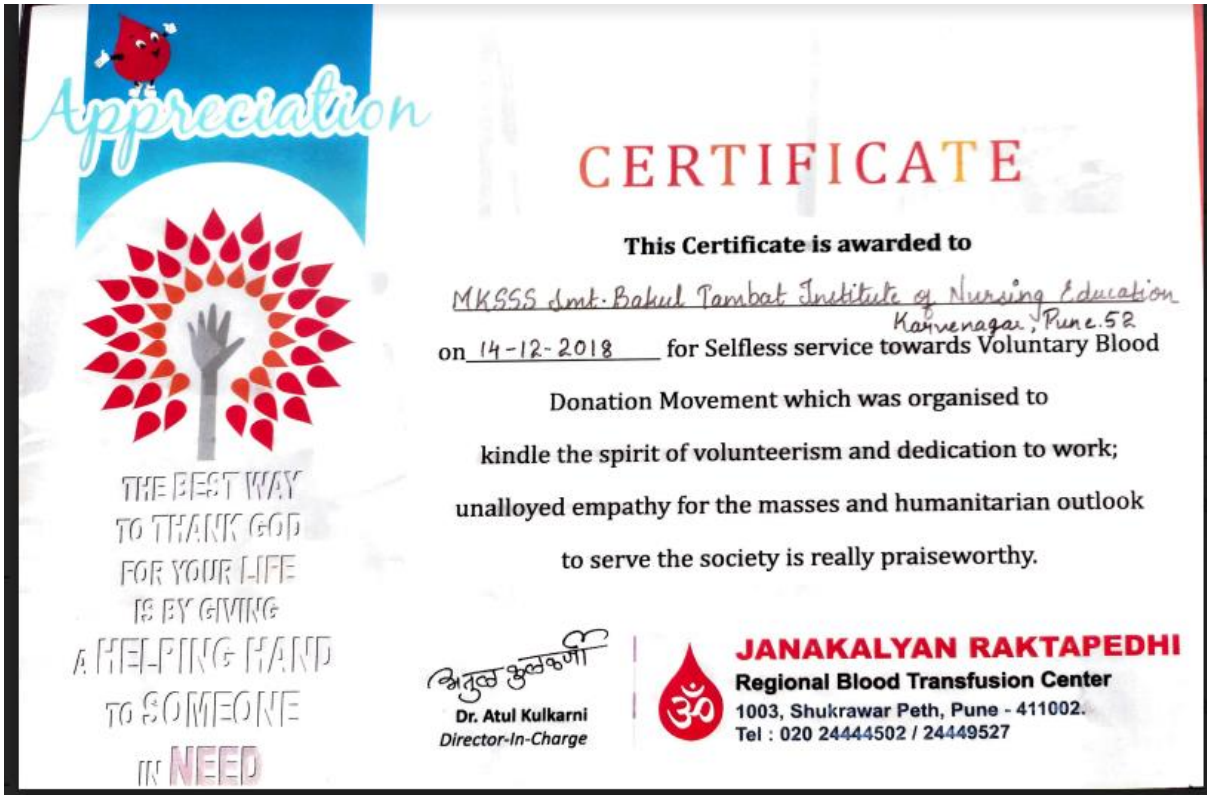 Appreciation
THE BEST WAY
TO THANK GOD
FOR YOUR LIFE
IS BY GIVING
A HELPING HAND
TO SOMEONE
IN NEED
CERTIFICATE
This Certificate is awarded to
MKSSS Smt. Bakul Tambat Institute of Nursing Education
Karvenagar, Pune.52
on 14-12-2018 for Selfless service towards Voluntary Blood
Donation Movement which was organised to
kindle the spirit of volunteerism and dedication to work;
unalloyed empathy for the masses and humanitarian outlook
to serve the society is really praiseworthy.
अतुल कुलकर्णी
Dr. Atul Kulkarni
Director-In-Charge
ॐ
JANAKALYAN RAKTAPEDHI
Regional Blood Transfusion Center
1003, Shukrawar Peth, Pune - 411002.
Tel : 020 24444502 / 24449527